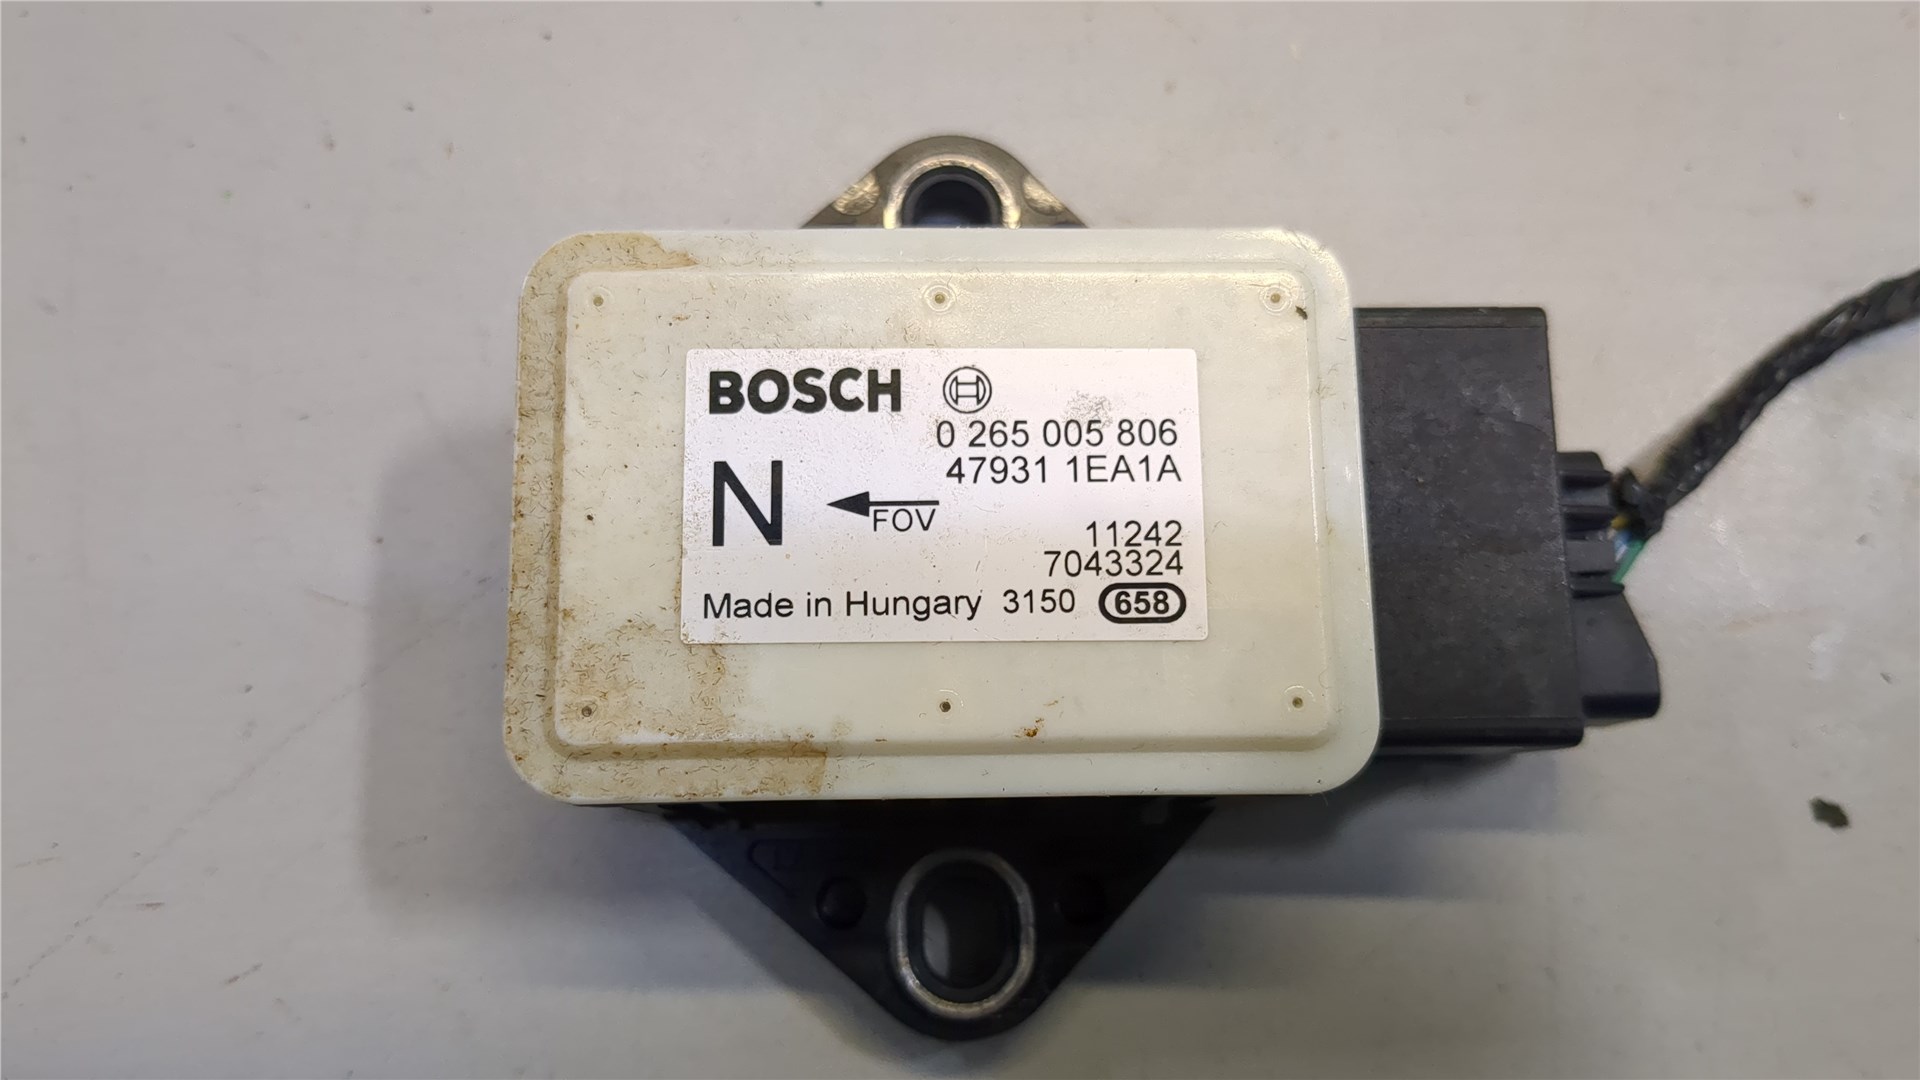 BOSCH
0 265 005 806
47931 1EA1A
N
FOV
11242
7043324
Made in Hungary 3150 658